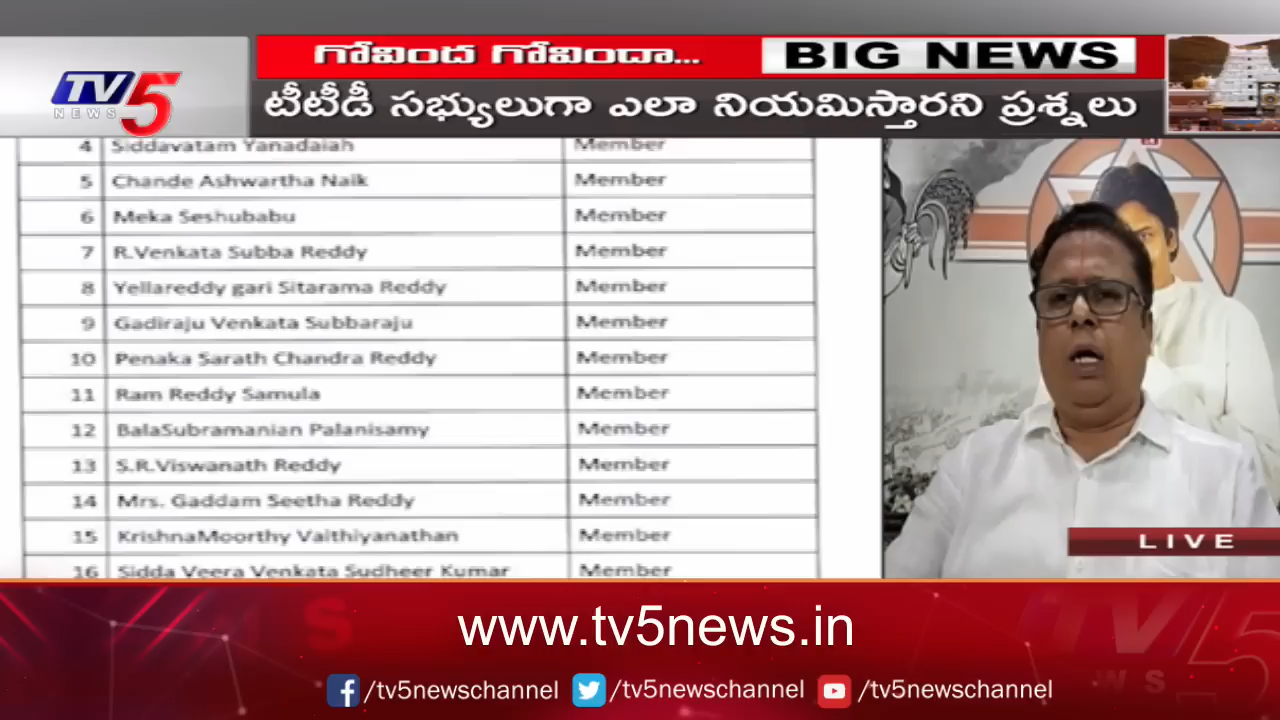 గోవింద గోవిందా...
BIG NEWS
TV5
NEWS
టీటీడీ సభ్యులుగా ఎలా నియమిస్తారని ప్రశ్నలు
4 Siddavatam Yanadaiah Member
5 Chande Ashwartha Naik Member
6 Meka Seshubabu Member
7 R.Venkata Subba Reddy Member
8 Yellareddy gari Sitarama Reddy Member
9 Gadiraju Venkata Subbaraju Member
10 Penaka Sarath Chandra Reddy Member
11 Ram Reddy Samula Member
12 BalaSubramanian Palanisamy Member
13 S.R.Viswanath Reddy Member
14 Mrs. Gaddam Seetha Reddy Member
15 KrishnaMoorthy Vaithiyanathan Member
16 Sidda Veera Venkata Sudheer Kumar Member
LIVE
www.tv5news.in
/tv5newschannel /tv5newschannel /tv5newschannel